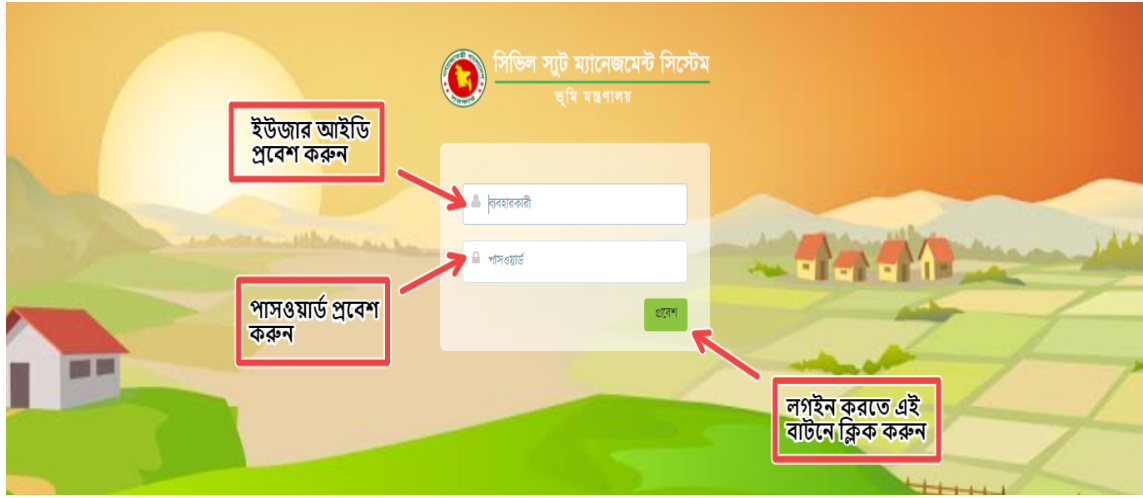 সিভিল স্যুট ম্যানেজমেন্ট সিস্টেম
ভূমি মন্ত্রণালয়
ইউজার আইডি
প্রবেশ করুন
ব্যবহারকারী
পাসওয়ার্ড
পাসওয়ার্ড প্রবেশ
করুন
প্রবেশ
লগইন করতে এই
বাটনে ক্লিক করুন